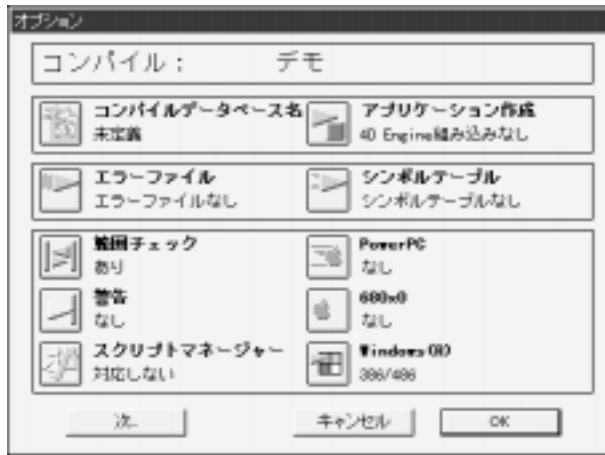 オプション
コンパイル： デモ
コンパイルデータベース名
未定義
アプリケーション作成
4D Engine組み込みなし
エラーファイル
エラーファイルなし
シンボルテーブル
シンボルテーブルなし
範囲チェック
あり
PowerPC
なし
警告
なし
680x0
なし
スクリプトマネージャー
対応しない
Windows(R)
386/486
次...
キャンセル
OK